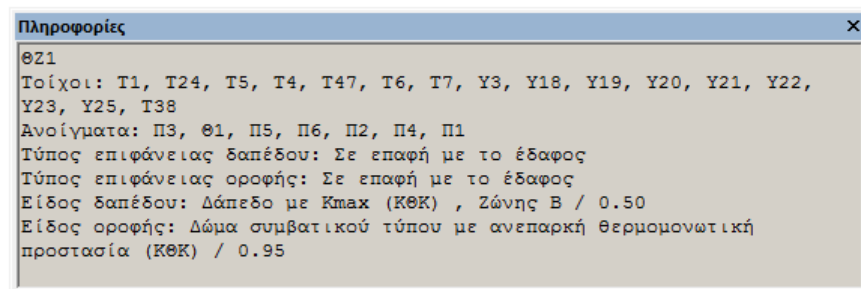 Πληροφορίες
ΘΖ1
Τοίχοι: Τ1, Τ24, Τ5, Τ4, Τ47, Τ6, Τ7, Υ3, Υ18, Υ19, Υ20, Υ21, Υ22,
Υ23, Υ25, Τ38
Ανοίγματα: Π3, Θ1, Π5, Π6, Π2, Π4, Π1
Τύπος επιφάνειας δαπέδου: Σε επαφή με το έδαφος
Τύπος επιφάνειας οροφής: Σε επαφή με το έδαφος
Είδος δαπέδου: Δάπεδο με Kmax (ΚΘΚ) , Ζώνης Β / 0.50
Είδος οροφής: Δώμα συμβατικού τύπου με ανεπαρκή θερμομονωτική
προστασία (ΚΘΚ) / 0.95